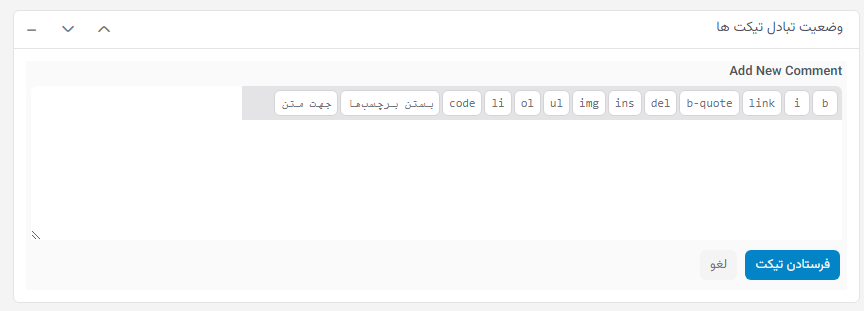 وضعیت تبادل تیکت ها
Add New Comment
b i link b-quote del ins img ul ol li code بستن برچسب‌ها جهت متن
فرستادن تیکت لغو